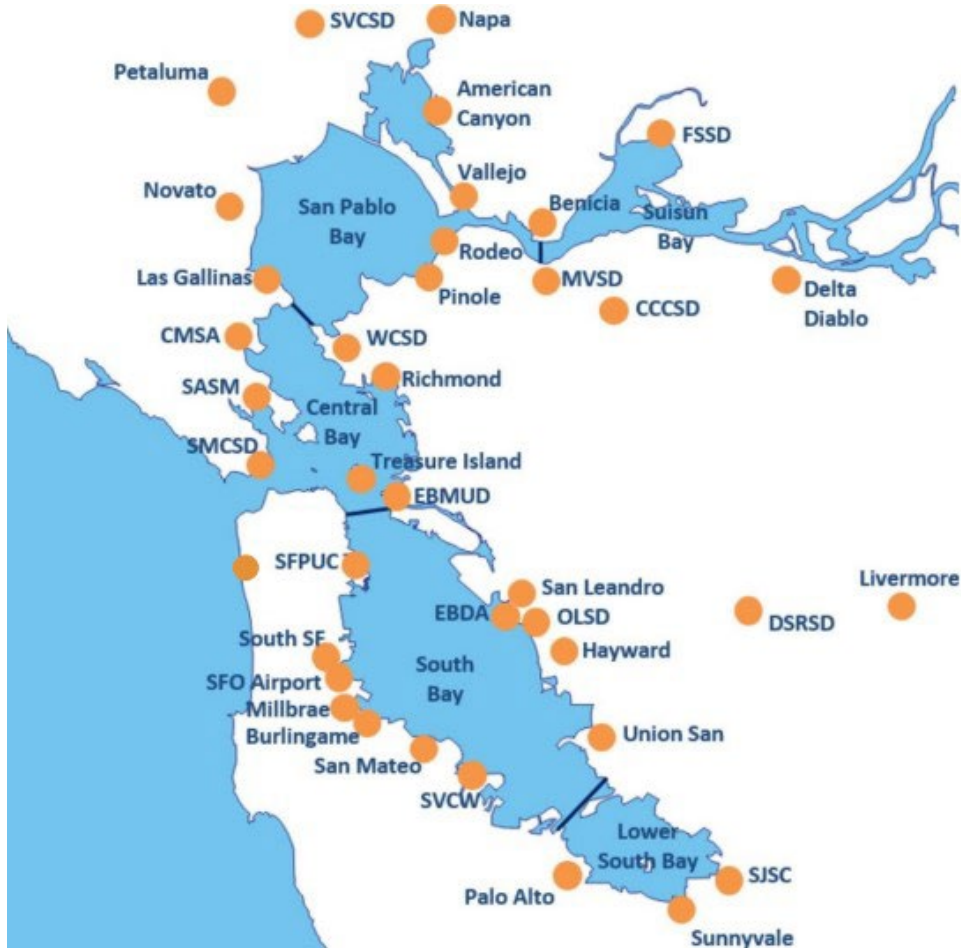 SVCSD
Napa
Petaluma
American
Canyon
FSSD
Vallejo
Novato
San Pablo
Bay
Benicia
Suisun
Bay
Rodeo
Las Gallinas
Pinole
MVSD
Delta
Diablo
CCCSD
CMSA
WCSD
Richmond
SASM
Central
Bay
SMCSD
Treasure Island
EBMUD
SFPUC
San Leandro
Livermore
EBDA
OLSD
DSRSD
South SF
Hayward
SFO Airport
South
Bay
Millbrae
Burlingame
Union San
San Mateo
SVCW
Lower
South Bay
Palo Alto
SJSC
Sunnyvale